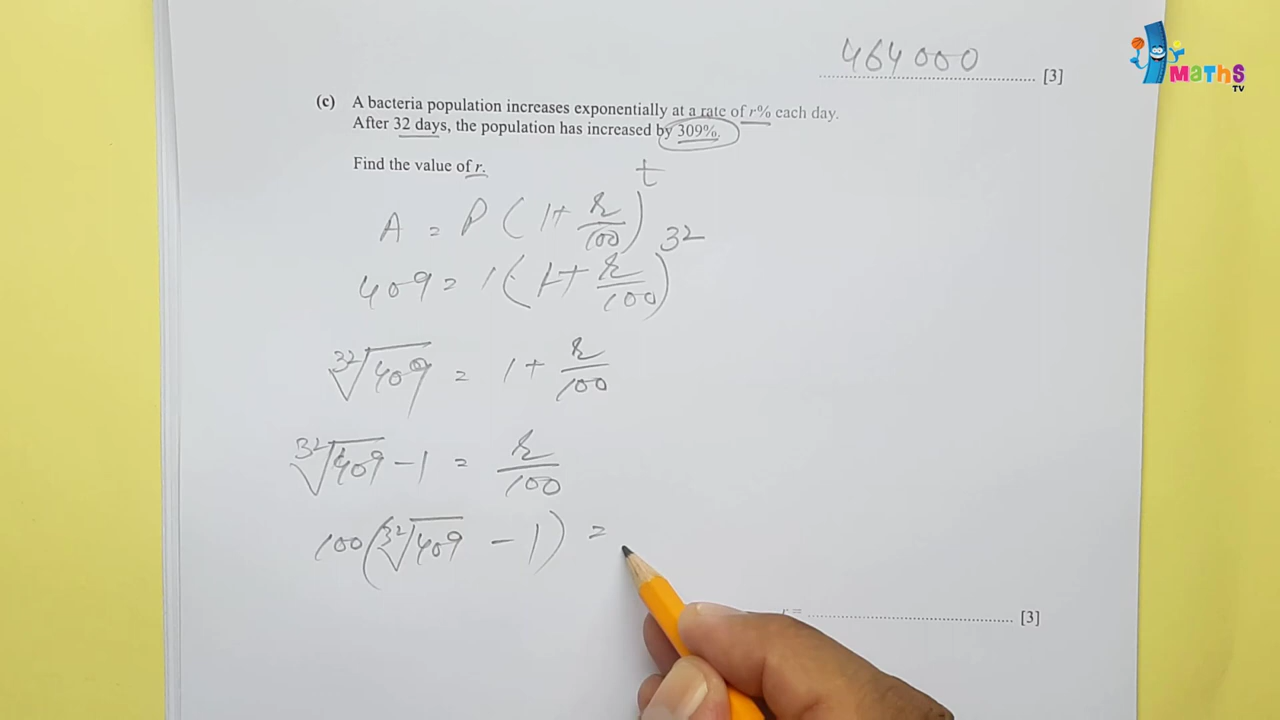 464000 [3]
MaTHS TV
(c) A bacteria population increases exponentially at a rate of r% each day.
After 32 days, the population has increased by 309%.
Find the value of r.
A = P (1 + r/100)^t
409 = 1 (1 + r/100)^32
³²√409 = 1 + r/100
³²√409 - 1 = r/100
100 (³²√409 - 1) =
r = [3]